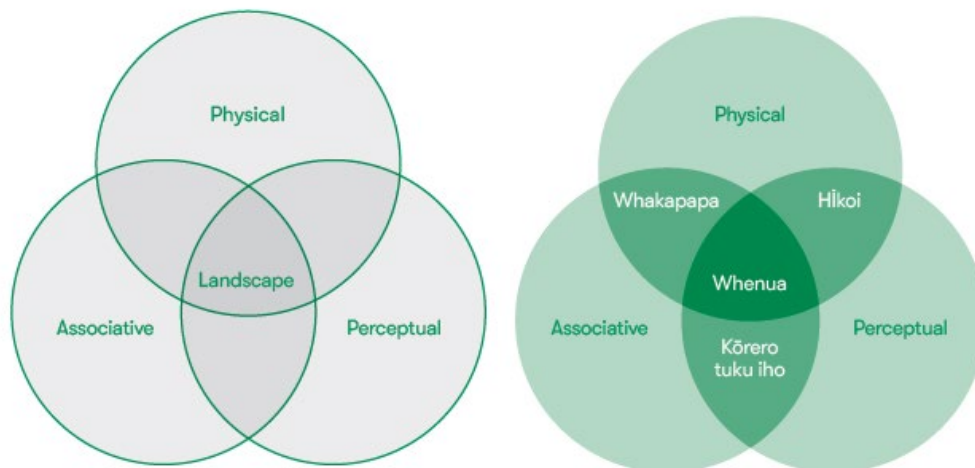 Physical
Landscape
Associative
Perceptual
Physical
Whakapapa
HĪkoi
Whenua
Associative
Perceptual
Kōrero
tuku iho